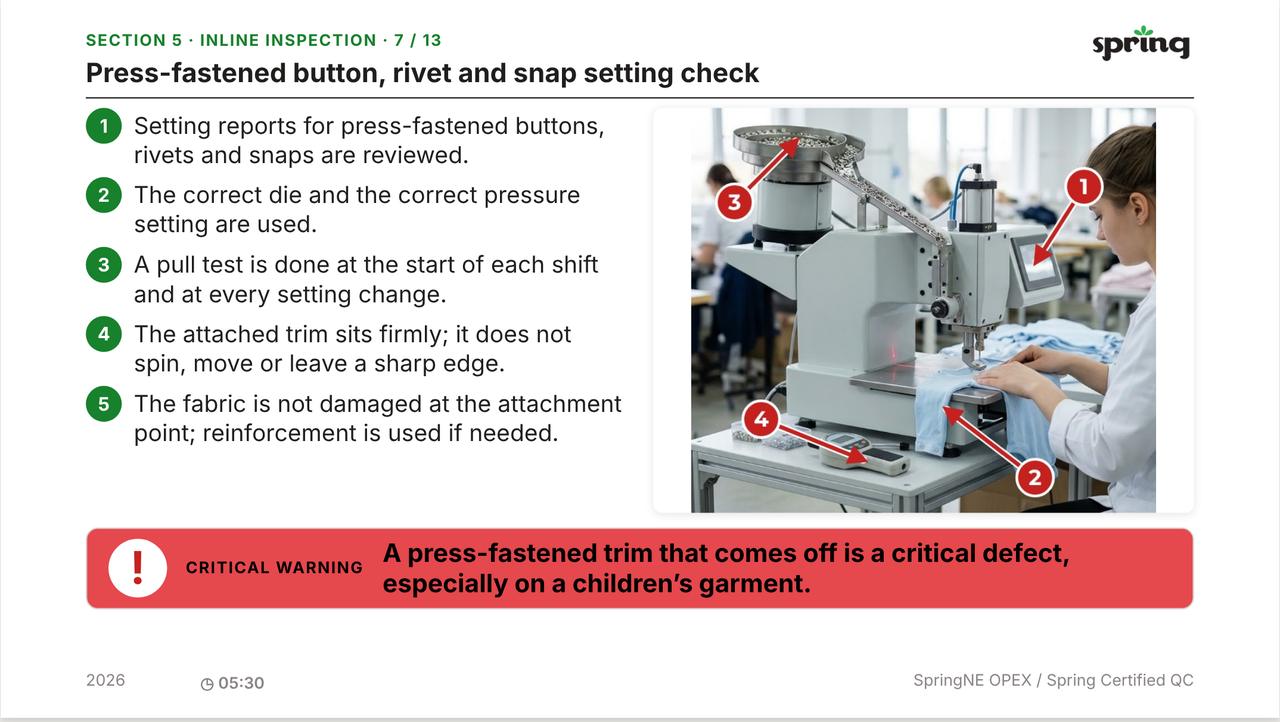 SECTION 5 · INLINE INSPECTION · 7 / 13
spring
Press-fastened button, rivet and snap setting check
1 Setting reports for press-fastened buttons,
rivets and snaps are reviewed.
2 The correct die and the correct pressure
setting are used.
3 A pull test is done at the start of each shift
and at every setting change.
4 The attached trim sits firmly; it does not
spin, move or leave a sharp edge.
5 The fabric is not damaged at the attachment
point; reinforcement is used if needed.
3
1
4
2
! CRITICAL WARNING
A press-fastened trim that comes off is a critical defect,
especially on a children’s garment.
2026
05:30
SpringNE OPEX / Spring Certified QC